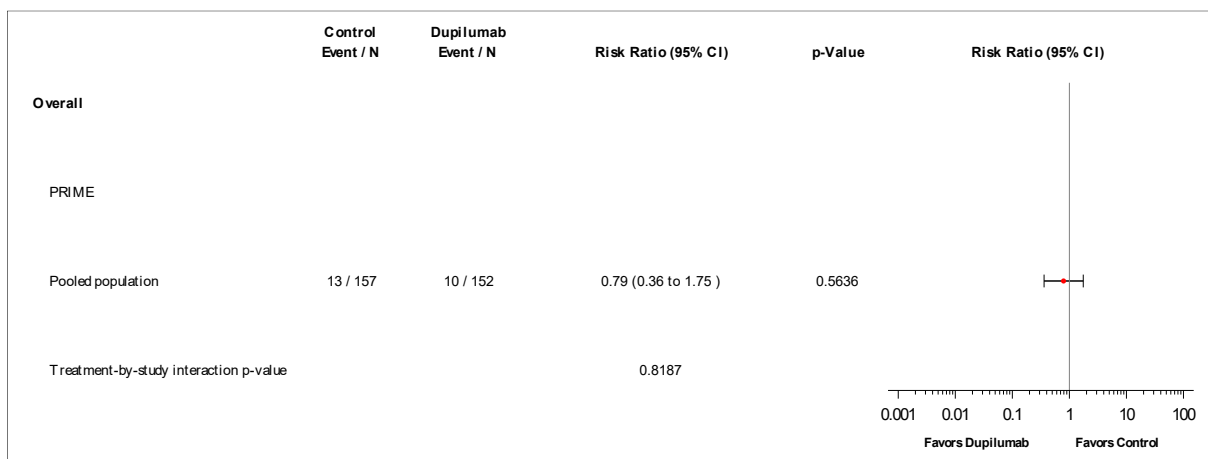 Control Dupilumab
Event / N Event / N Risk Ratio (95% CI) p-Value Risk Ratio (95% CI)
Overall
PRIME
Pooled population 13 / 157 10 / 152 0.79 (0.36 to 1.75 ) 0.5636
Treatment-by-study interaction p-value 0.8187
0.001 0.01 0.1 1 10 100
Favors Dupilumab Favors Control